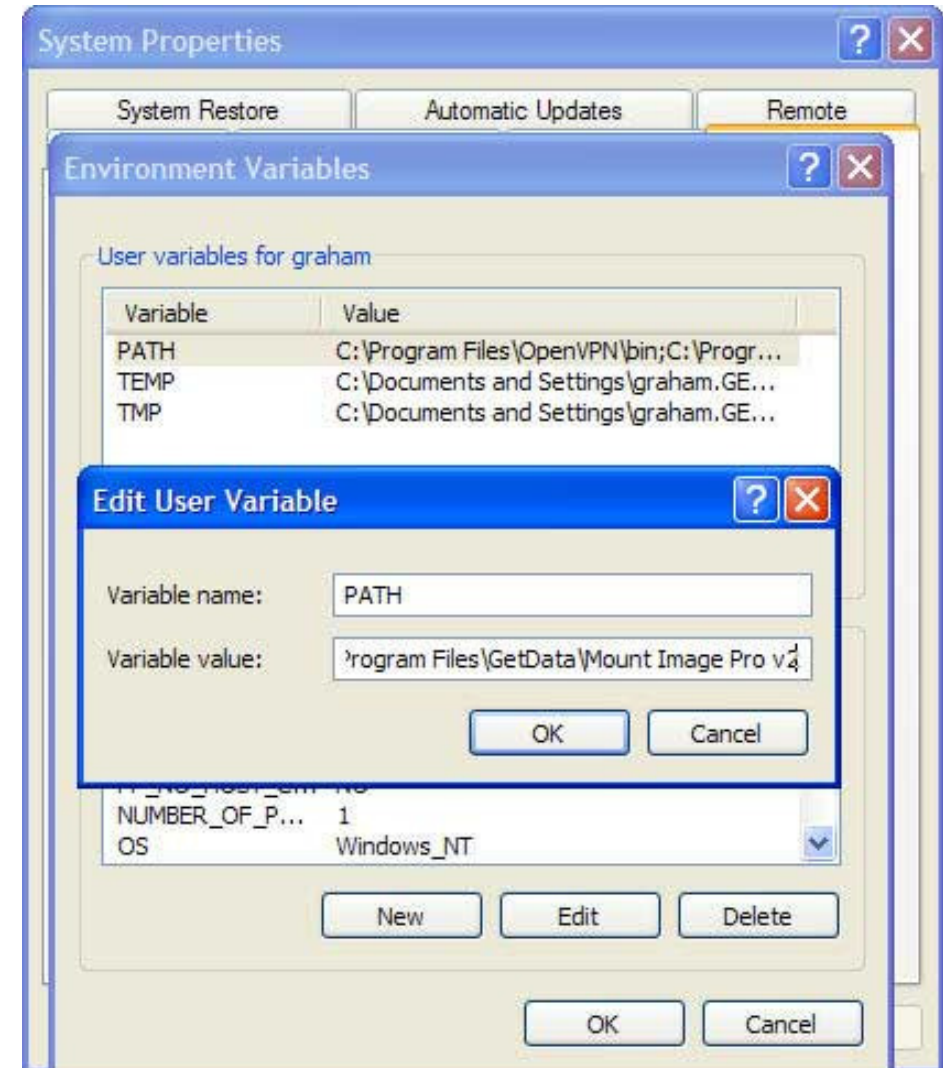 System Properties
System Restore Automatic Updates Remote
Environment Variables
User variables for graham
Variable Value
PATH C:\Program Files\OpenVPN\bin;C:\Progr...
TEMP C:\Documents and Settings\graham.GE...
TMP C:\Documents and Settings\graham.GE...
Edit User Variable
Variable name: PATH
Variable value: Program Files\GetData\Mount Image Pro v2
OK Cancel
NUMBER_OF_P... 1
OS Windows_NT
New Edit Delete
OK Cancel